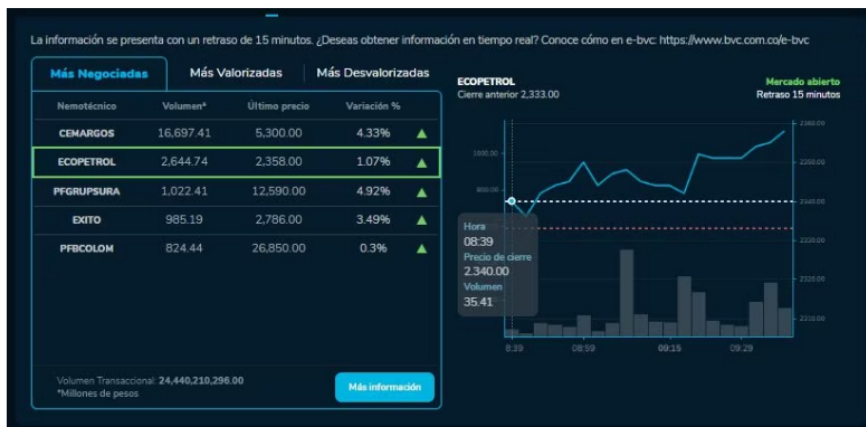 La información se presenta con un retraso de 15 minutos. ¿Deseas obtener información en tiempo real? Conoce cómo en e-bvc: https://www.bvc.com.co/e-bvc
Más Negociadas Más Valorizadas Más Desvalorizadas
Nemotécnico Volumen* Último precio Variación %
CEMARGOS 16,697.41 5,300.00 4.33% ▲
ECOPETROL 2,644.74 2,358.00 1.07% ▲
PFGRUPSURA 1,022.41 12,590.00 4.92% ▲
EXITO 985.19 2,786.00 3.49% ▲
PFBCOLOM 824.44 26,850.00 0.3% ▲
Volumen Transaccional: 24,440,210,296.00
*Millones de pesos
Más información
ECOPETROL Mercado abierto
Cierre anterior 2,333.00 Retraso 15 minutos
Hora
08:39
Precio de cierre
2.340.00
Volumen
35.41
8:39 08:59 09:15 09:29